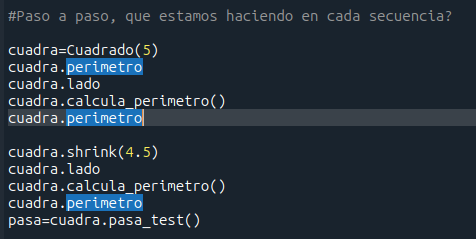 #Paso a paso, que estamos haciendo en cada secuencia?
cuadra=Cuadrado(5)
cuadra.perimetro
cuadra.lado
cuadra.calcula_perimetro()
cuadra.perimetro
cuadra.shrink(4.5)
cuadra.lado
cuadra.calcula_perimetro()
cuadra.perimetro
pasa=cuadra.pasa_test()